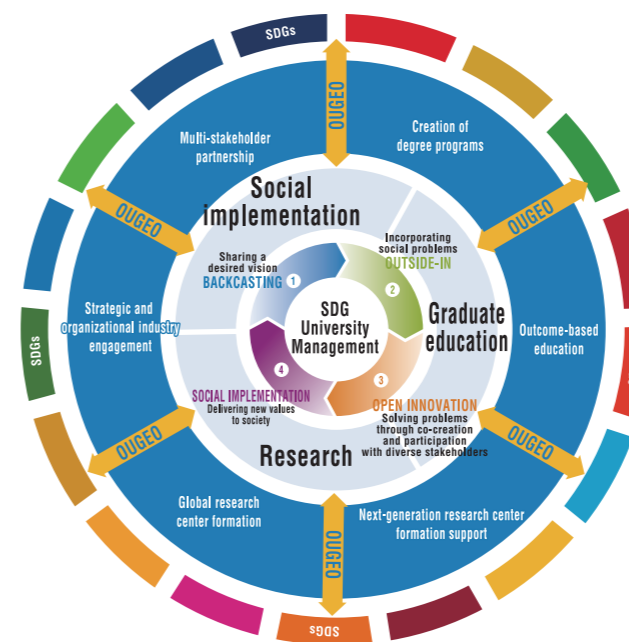 SDGs
OUGEO
Multi-stakeholder
partnership
Creation of
degree programs
Social
implementation
OUGEO
OUGEO
Sharing a
desired vision
BACKCASTING
1
Incorporating
social problems
OUTSIDE-IN
2
SDGs
Strategic and
organizational industry
engagement
SDG
University
Management
Graduate
education
Outcome-based
education
4
SOCIAL IMPLEMENTATION
Delivering new values
to society
3
OPEN INNOVATION
Solving problems
through co-creation
and participation
with diverse stakeholders
OUGEO
OUGEO
Research
Global research
center formation
Next-generation research center
formation support
OUGEO
SDGs